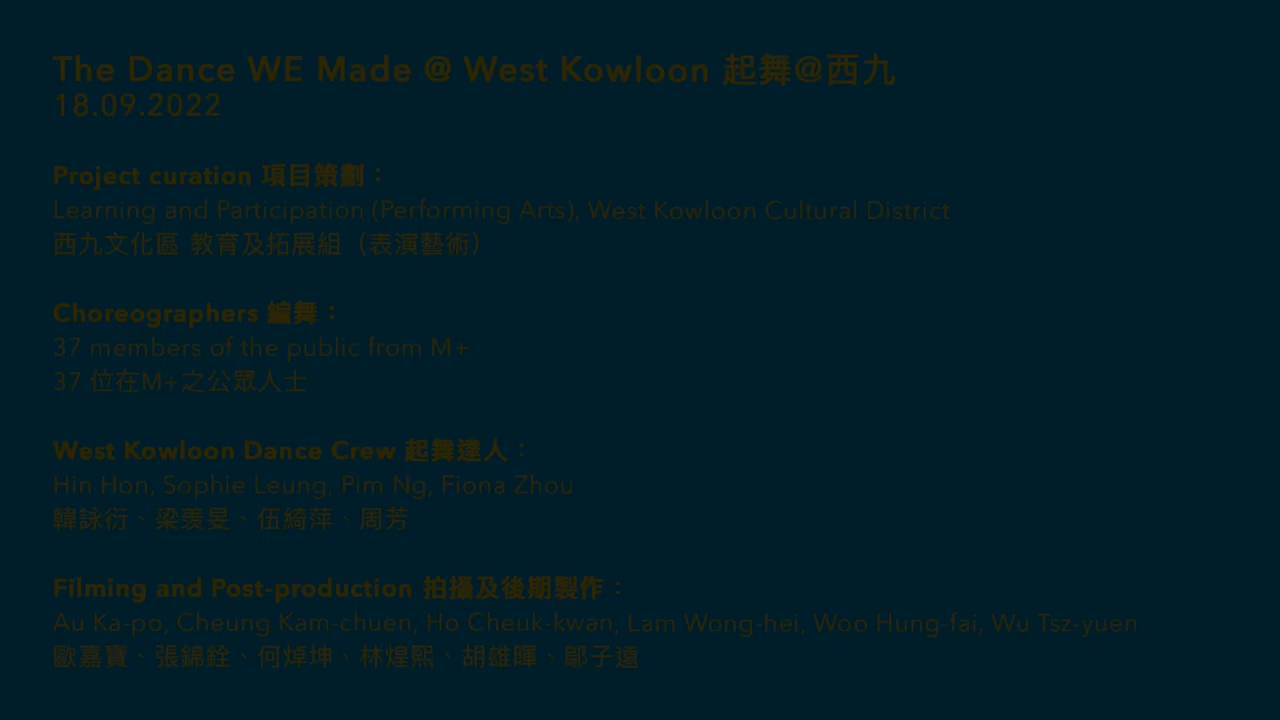 The Dance WE Made @ West Kowloon 起舞@西九
18.09.2022
Project curation 項目策劃：
Learning and Participation (Performing Arts), West Kowloon Cultural District
西九文化區 教育及拓展組（表演藝術）
Choreographers 編舞：
37 members of the public from M+
37 位在M+之公眾人士
West Kowloon Dance Crew 起舞達人：
Hin Hon, Sophie Leung, Pim Ng, Fiona Zhou
韓詠衍、梁羨旻、伍綺萍、周芳
Filming and Post-production 拍攝及後期製作：
Au Ka-po, Cheung Kam-chuen, Ho Cheuk-kwan, Lam Wong-hei, Woo Hung-fai, Wu Tsz-yuen
歐嘉寶、張錦銓、何焯坤、林煌熙、胡雄暉、鄔子遠